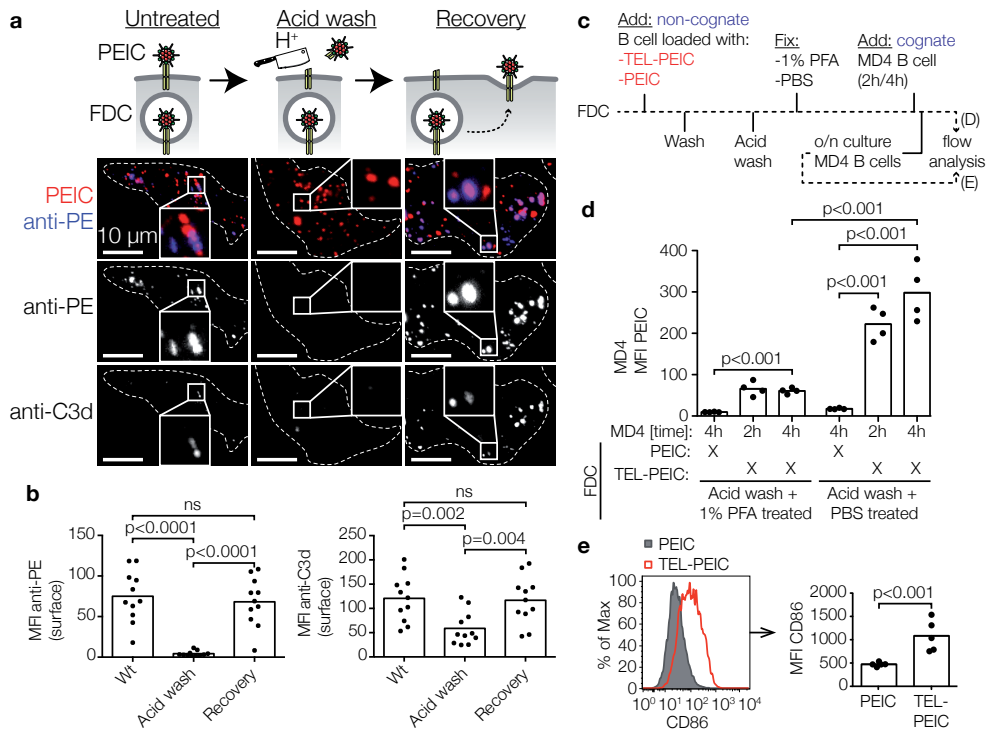 a
Untreated
Acid wash
Recovery
PEIC
H+
FDC
PEIC
anti-PE
10 µm
anti-PE
anti-C3d
b
ns
p<0.0001
p<0.0001
MFI anti-PE
(surface)
100
50
0
Wt
Acid wash
Recovery
ns
p=0.002
p=0.004
MFI anti-C3d
(surface)
250
200
150
100
50
0
Wt
Acid wash
Recovery
c
Add: non-cognate
B cell loaded with:
-TEL-PEIC
-PEIC
Fix:
-1% PFA
-PBS
Add: cognate
MD4 B cell
(2h/4h)
FDC
Wash
Acid
wash
o/n culture
MD4 B cells
(D)
flow
analysis
(E)
d
p<0.001
p<0.001
p<0.001
p<0.001
MD4
MFI PEIC
400
300
200
100
0
MD4 [time]: 4h 2h 4h 4h 2h 4h
PEIC: X X
TEL-PEIC: X X X X
FDC
Acid wash +
1% PFA treated
Acid wash +
PBS treated
e
PEIC
TEL-PEIC
% of Max
100
80
60
40
20
0
100 101 102 103 104
CD86
p<0.001
MFI CD86
2000
1500
1000
500
0
PEIC
TEL-
PEIC